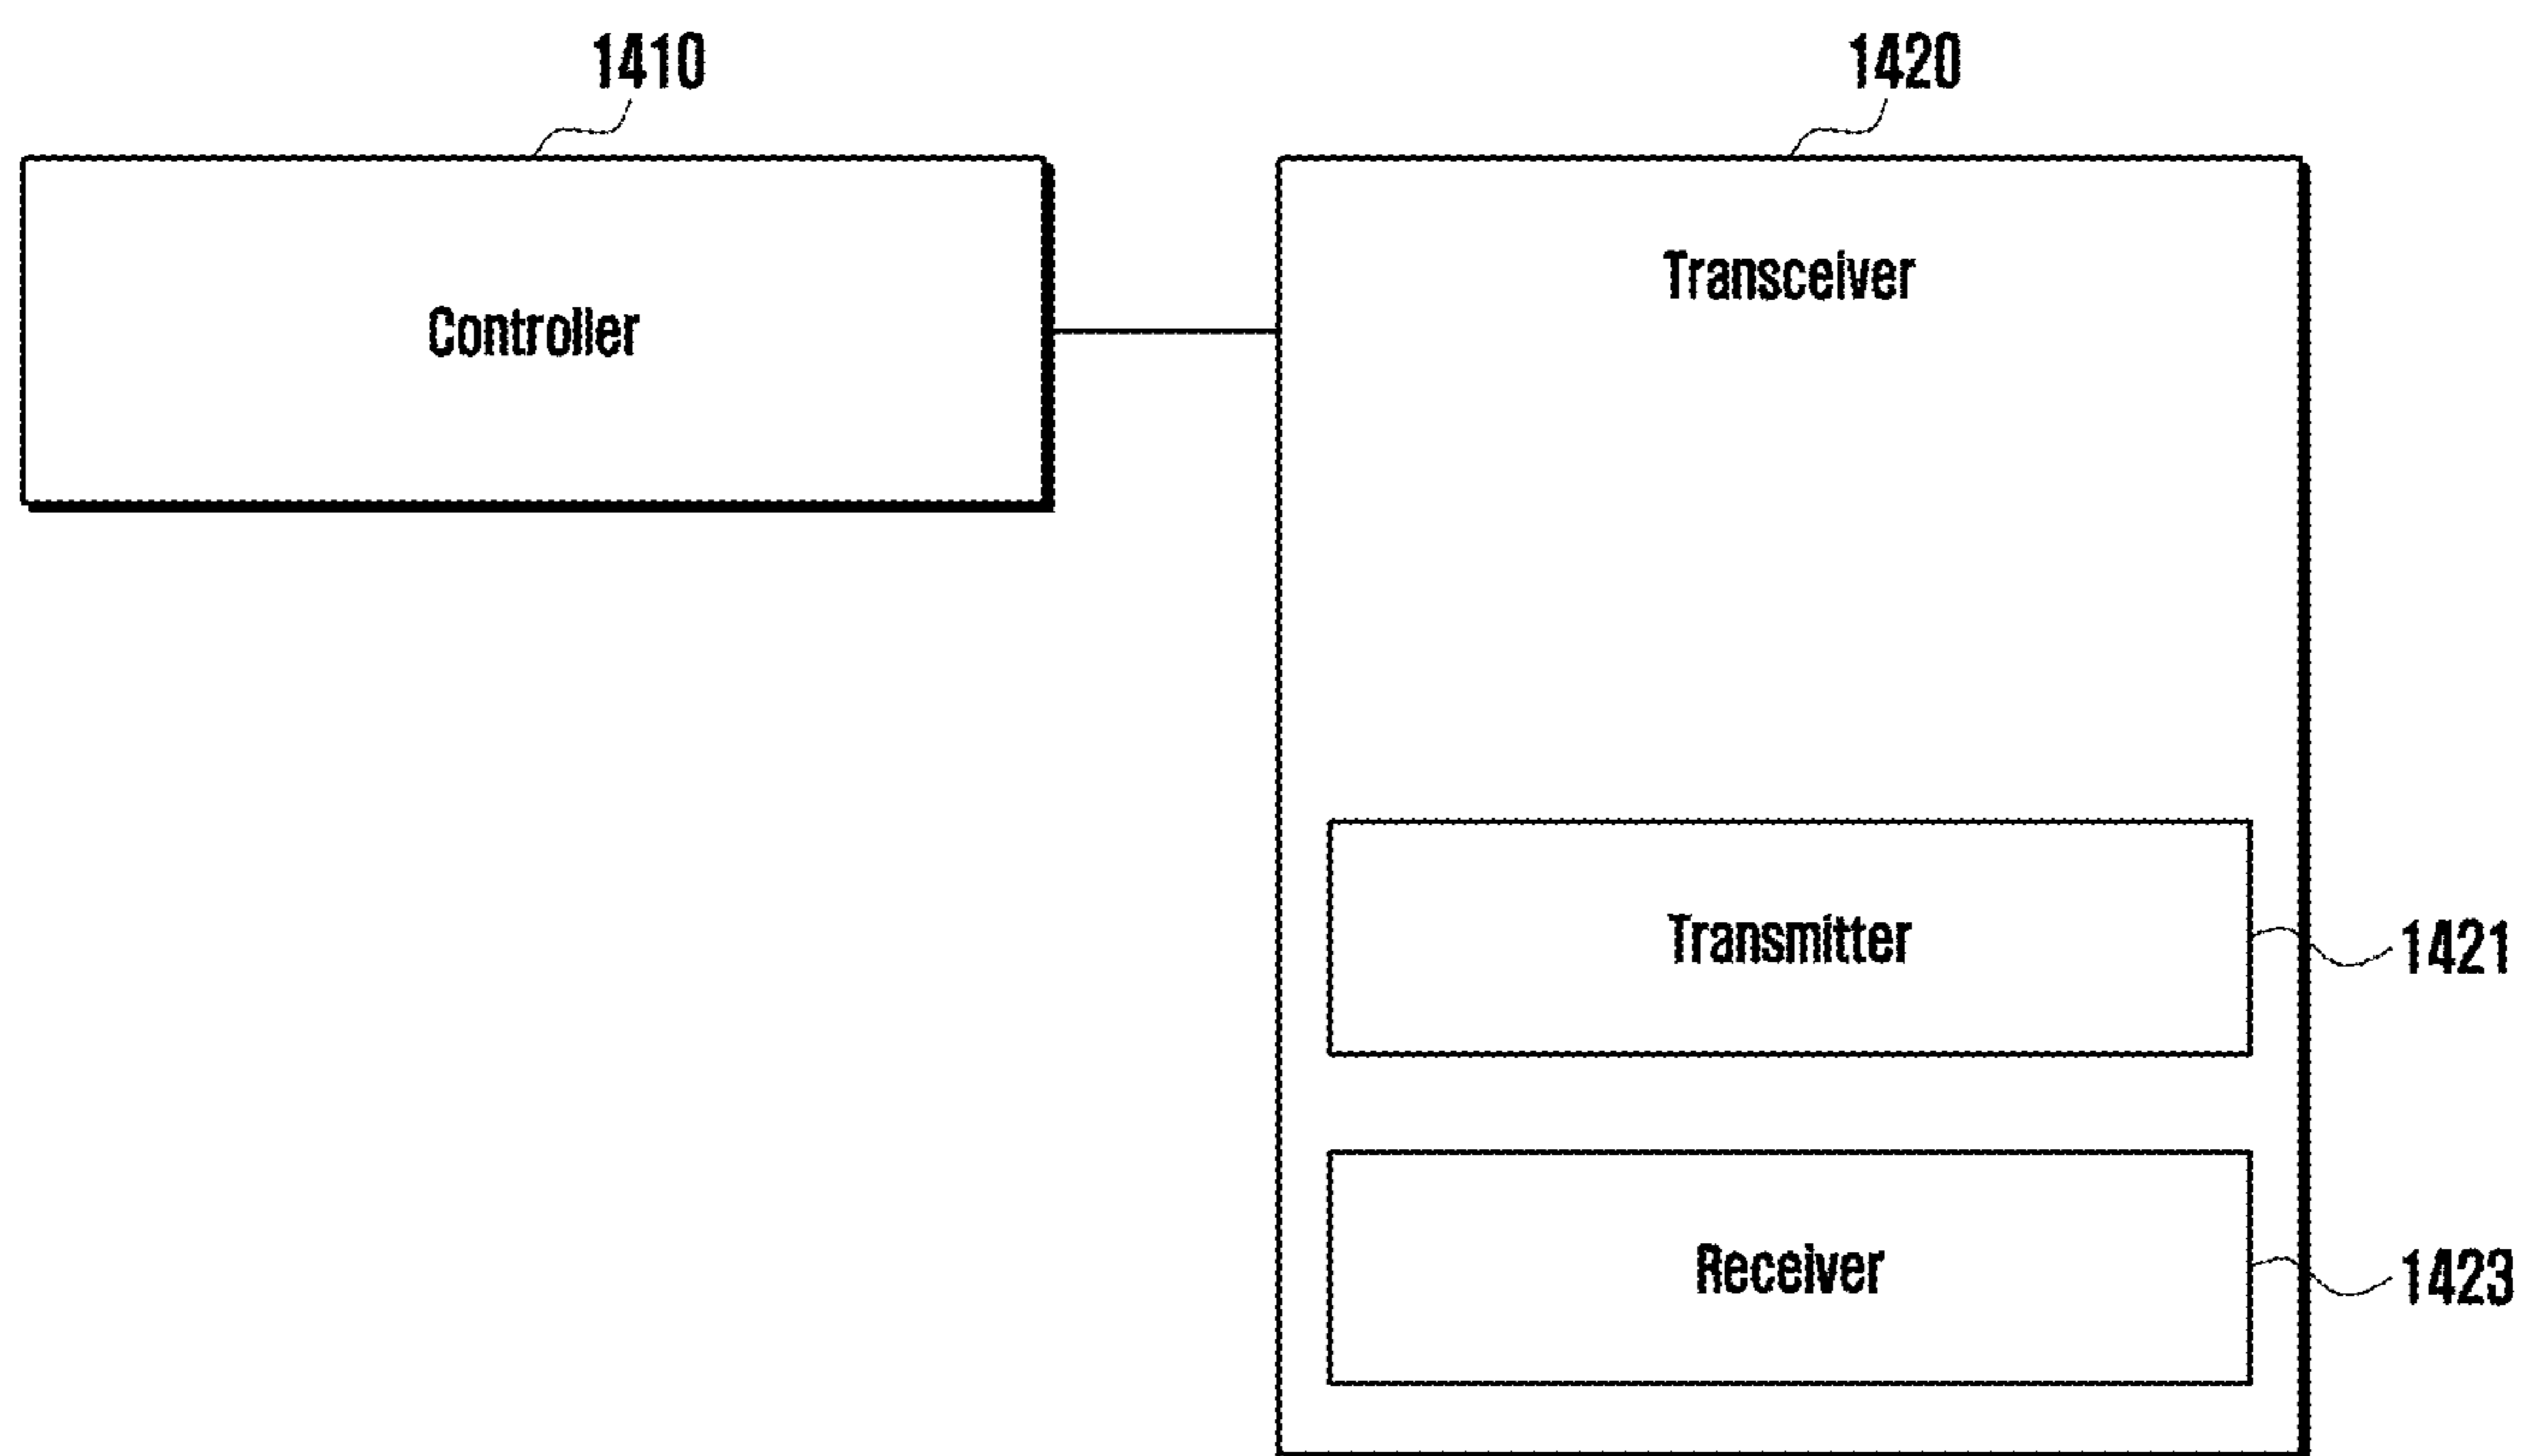 1410
1420
Controller
Transceiver
Transmitter
1421
Receiver
1423